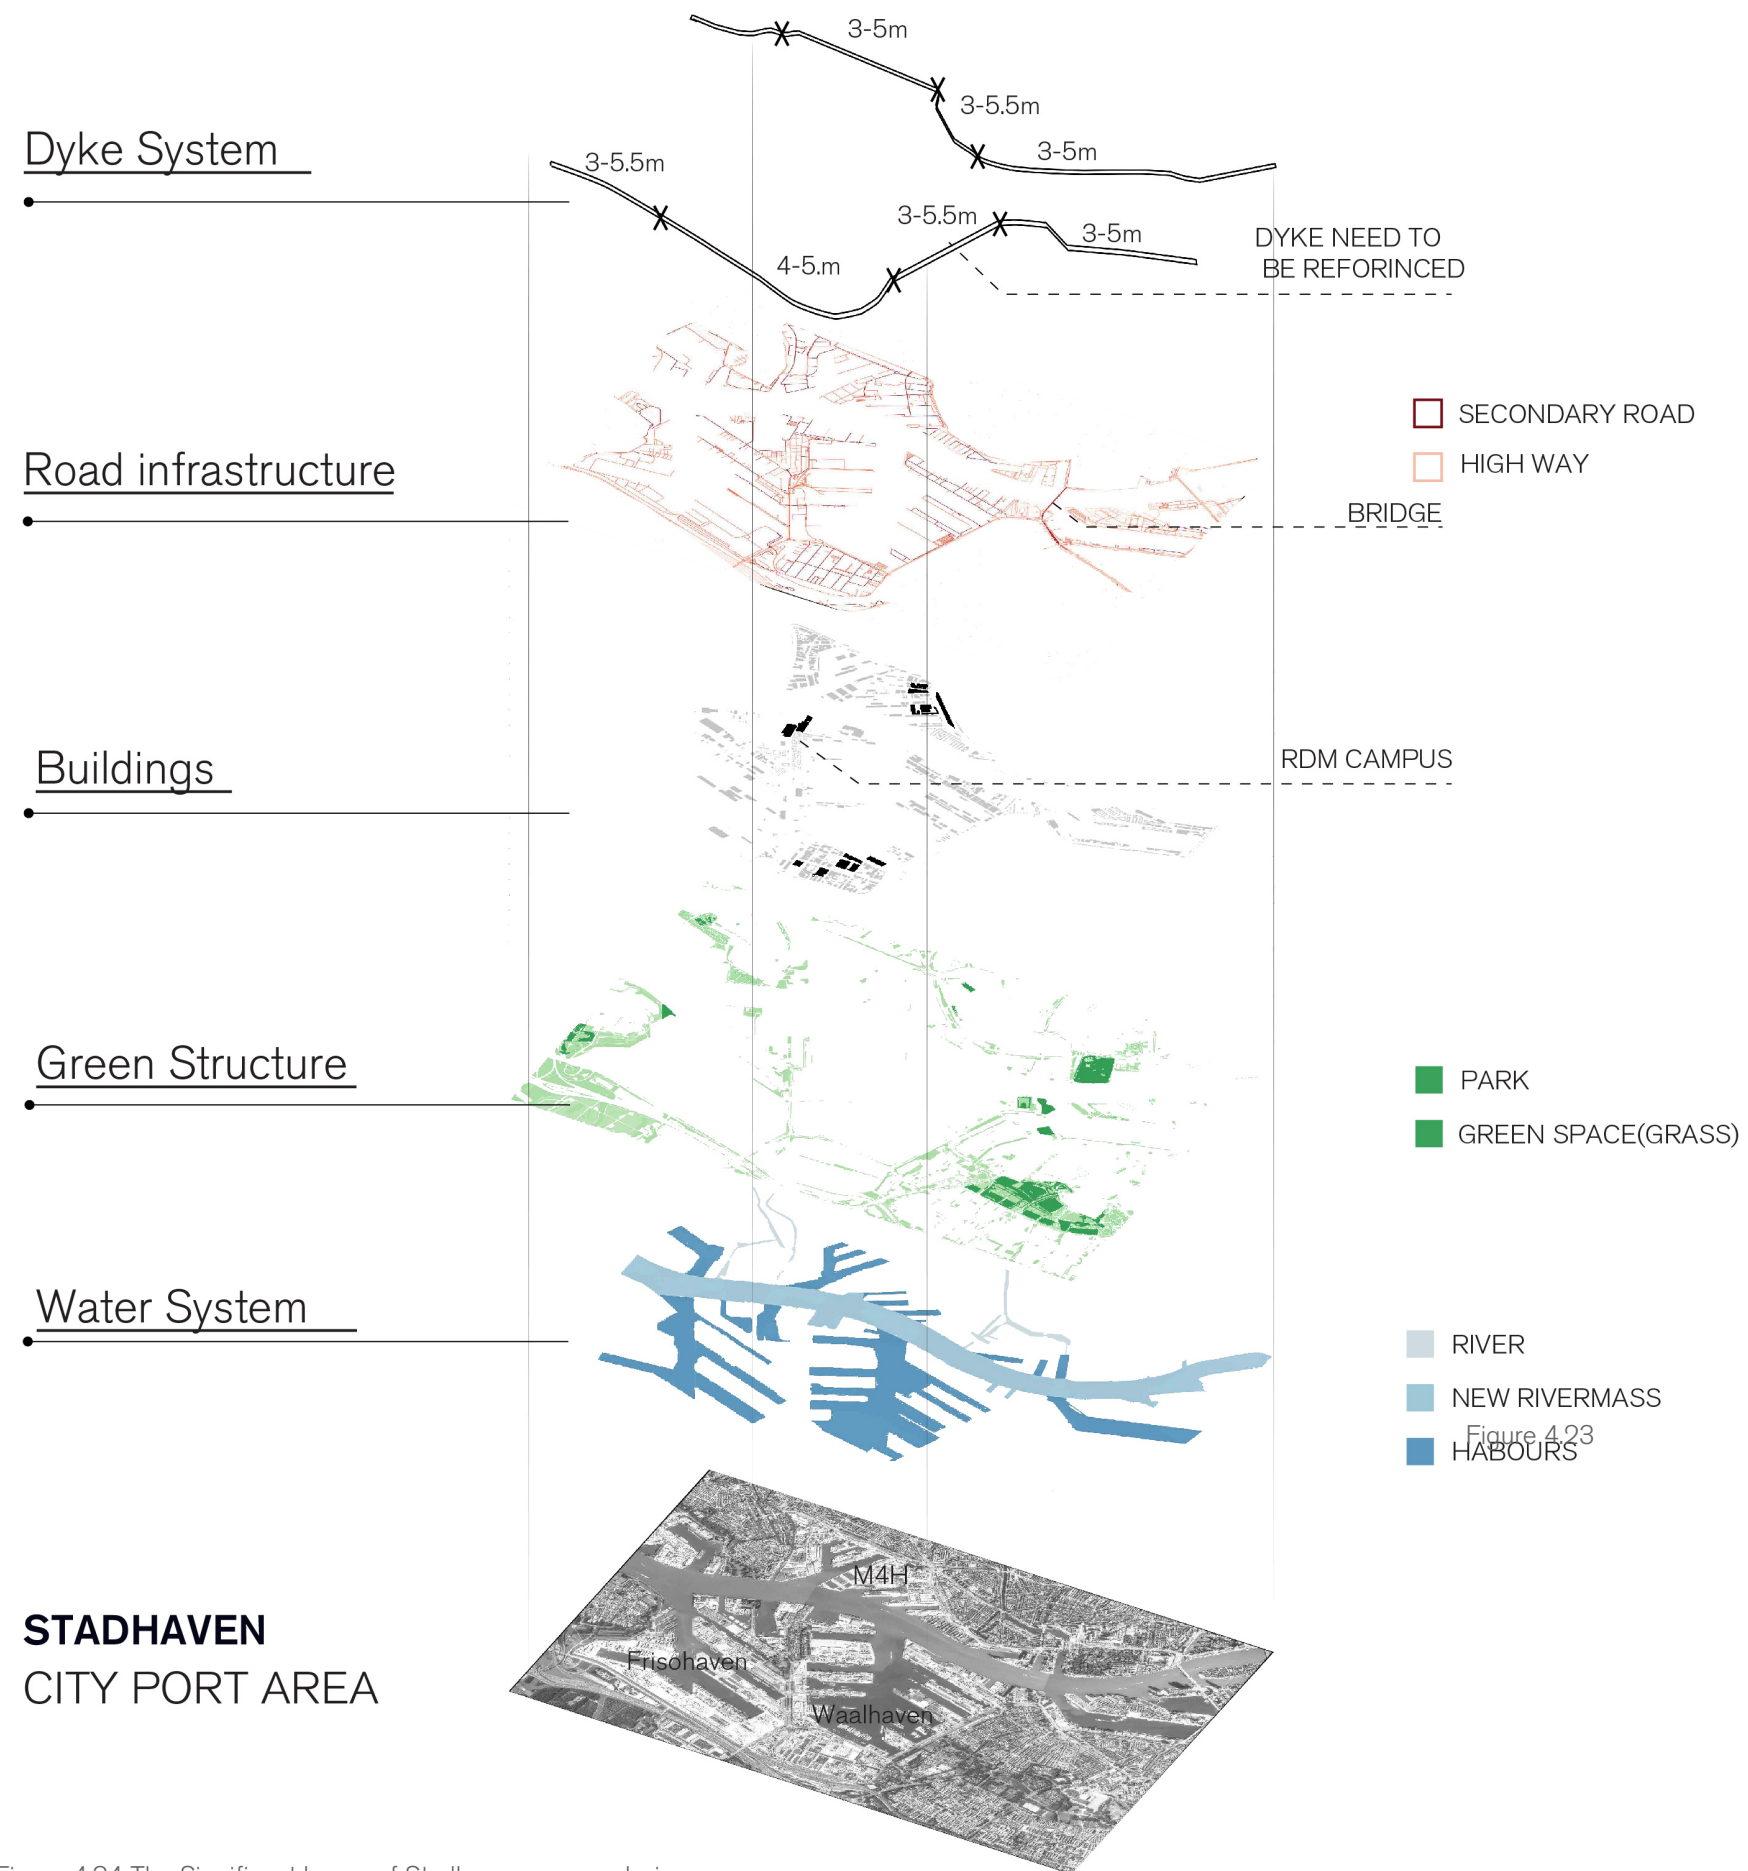 3-5m
3-5.5m
3-5m
Dyke System
3-5.5m
3-5.5m
3-5m
4-5.m
DYKE NEED TO
BE REFORINCED
Road infrastructure
SECONDARY ROAD
HIGH WAY
BRIDGE
Buildings
RDM CAMPUS
Green Structure
PARK
GREEN SPACE(GRASS)
Water System
RIVER
NEW RIVERMASS
Figure 4.23
HABOURS
M4H
Frisohaven
Waalhaven
STADHAVEN
CITY PORT AREA